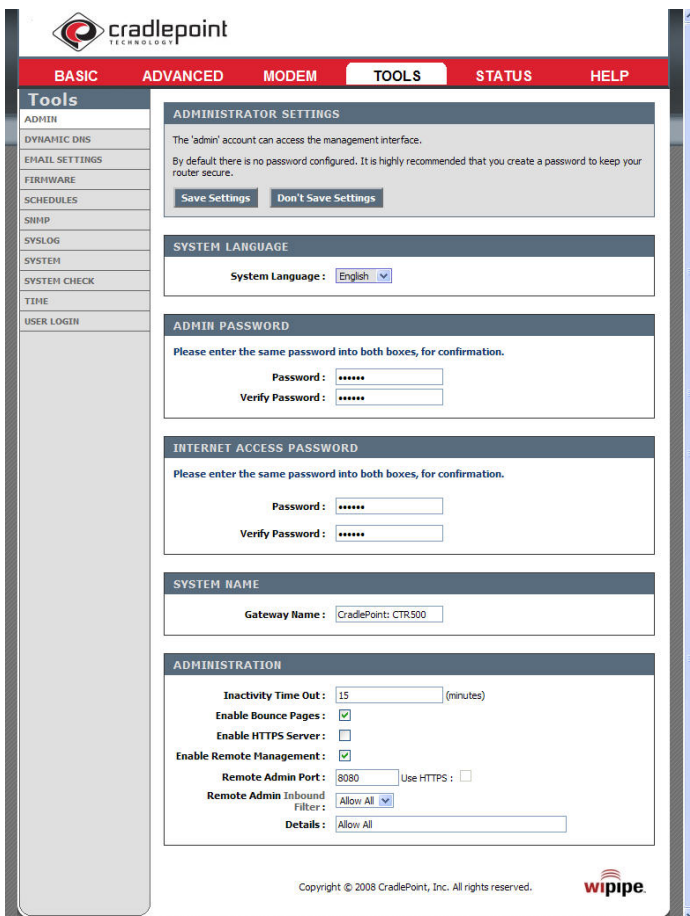 cradlepoint
TECHNOLOGY
BASIC ADVANCED MODEM TOOLS STATUS HELP
Tools
ADMIN
DYNAMIC DNS
EMAIL SETTINGS
FIRMWARE
SCHEDULES
SNMP
SYSLOG
SYSTEM
SYSTEM CHECK
TIME
USER LOGIN
ADMINISTRATOR SETTINGS
The 'admin' account can access the management interface.
By default there is no password configured. It is highly recommended that you create a password to keep your
router secure.
Save Settings Don't Save Settings
SYSTEM LANGUAGE
System Language : English
ADMIN PASSWORD
Please enter the same password into both boxes, for confirmation.
Password : ••••••
Verify Password : ••••••
INTERNET ACCESS PASSWORD
Please enter the same password into both boxes, for confirmation.
Password : ••••••
Verify Password : ••••••
SYSTEM NAME
Gateway Name : CradlePoint: CTR500
ADMINISTRATION
Inactivity Time Out : 15 (minutes)
Enable Bounce Pages :
Enable HTTPS Server :
Enable Remote Management :
Remote Admin Port : 8080 Use HTTPS :
Remote Admin Inbound
Filter : Allow All
Details : Allow All
Copyright © 2008 CradlePoint, Inc. All rights reserved.
wipipe.